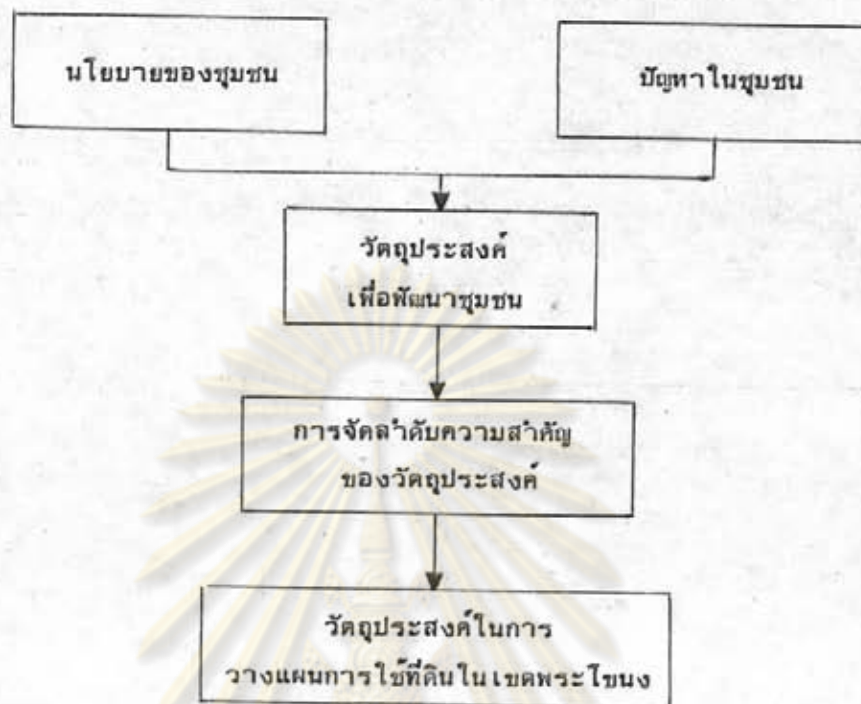 นโยบายของชุมชน
ปัญหาในชุมชน
วัตถุประสงค์
เพื่อพัฒนาชุมชน
การจัดลำดับความสำคัญ
ของวัตถุประสงค์
วัตถุประสงค์ในการ
วางแผนการใช้ที่ดินในเขตพระโขนง